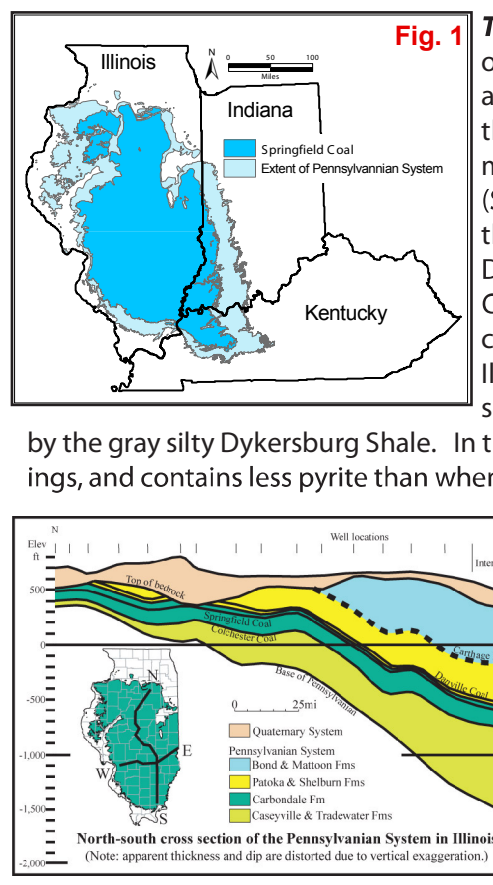 Fig. 1
Illinois
N
0 50 100
Miles
Indiana
Springfield Coal
Extent of Pennsylvannian System
Kentucky
by the gray silty Dykersburg Shale. In t
ings, and contains less pyrite than wher
N
Well locations
Elev
ft
Inter
Top of bedrock
500
Springfield Coal
Colchester Coal
0
Carthage
Base of Pennsylvanian
Danville Coal
-500
N
0 25mi
Quaternary System
E
Pennsylvanian System
-1,000
W
Bond & Mattoon Fms
Patoka & Shelburn Fms
Carbondale Fm
-1,500
S
Caseyville & Tradewater Fms
North-south cross section of the Pennsylvanian System in Illinois
(Note: apparent thickness and dip are distorted due to vertical exaggeration.)
-2,000